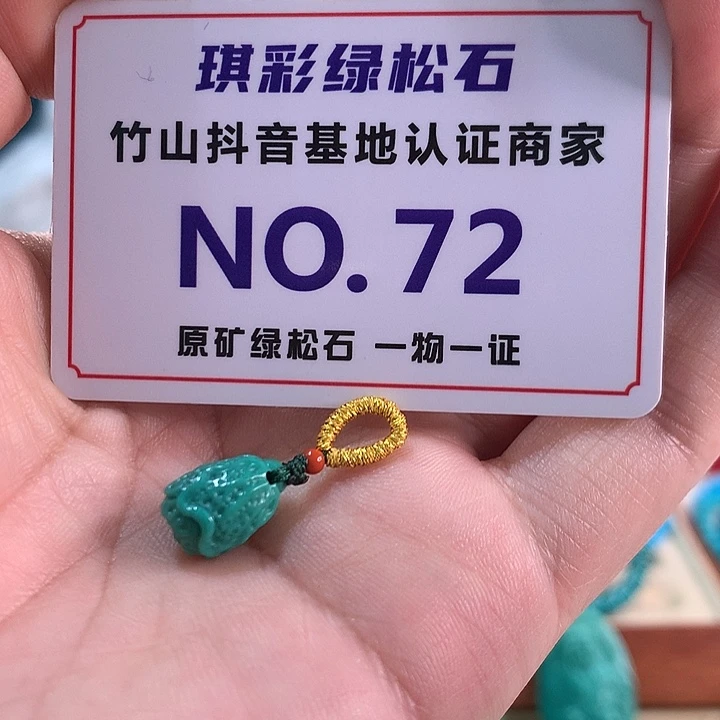 琪彩绿松石
竹山抖音基地认证商家
NO.72
原矿绿松石 一物一证